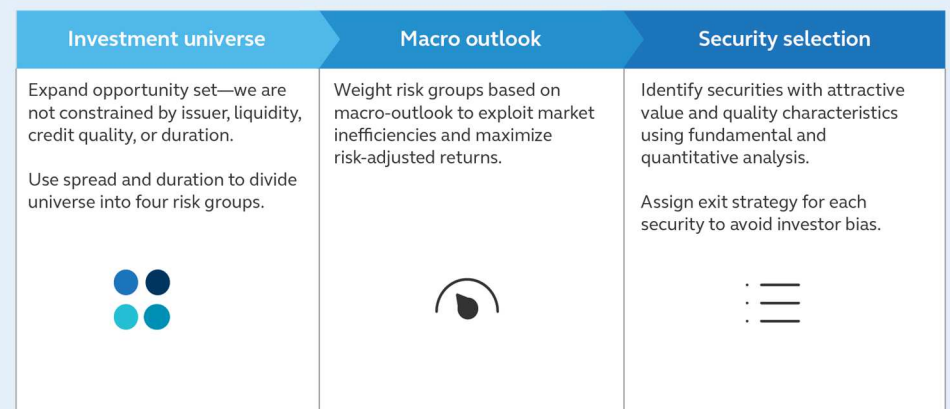 Investment universe
Expand opportunity set—we are
not constrained by issuer, liquidity,
credit quality, or duration.
Use spread and duration to divide
universe into four risk groups.
Macro outlook
Weight risk groups based on
macro-outlook to exploit market
inefficiencies and maximize
risk-adjusted returns.
Security selection
Identify securities with attractive
value and quality characteristics
using fundamental and
quantitative analysis.
Assign exit strategy for each
security to avoid investor bias.